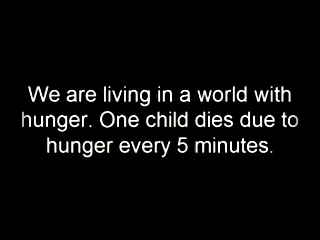 We are living in a world with
hunger. One child dies due to
hunger every 5 minutes.